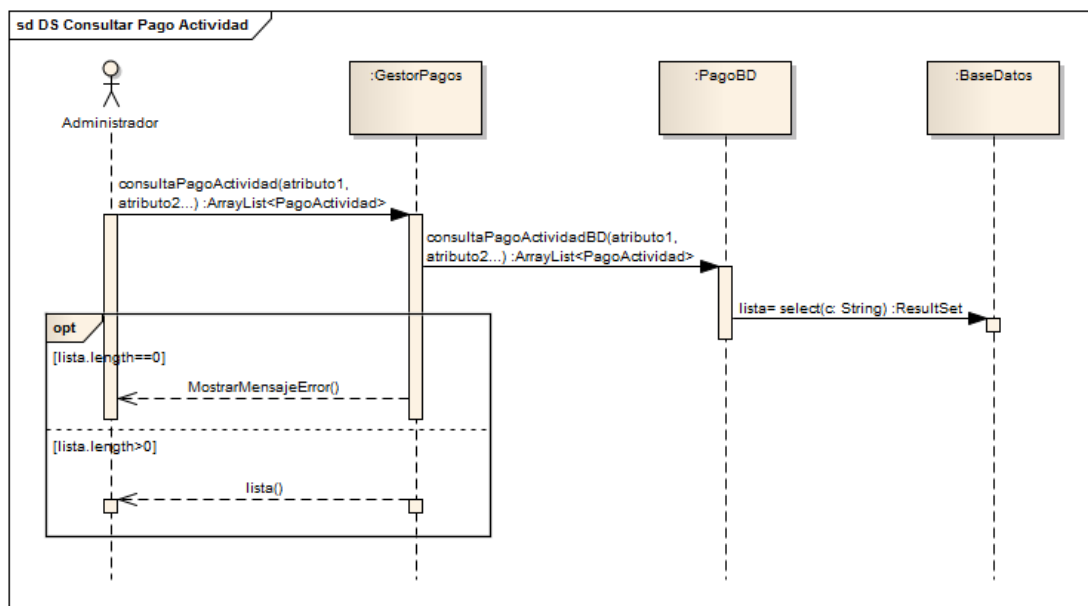 sd DS Consultar Pago Actividad
:GestorPagos
:PagoBD
:BaseDatos
Administrador
consultaPagoActividad(atributo1,
atributo2...) :ArrayList<PagoActividad>
consultaPagoActividadBD(atributo1,
atributo2...) :ArrayList<PagoActividad>
lista= select(c: String) :ResultSet
opt
[lista.length==0]
MostrarMensajeError()
[lista.length>0]
lista()